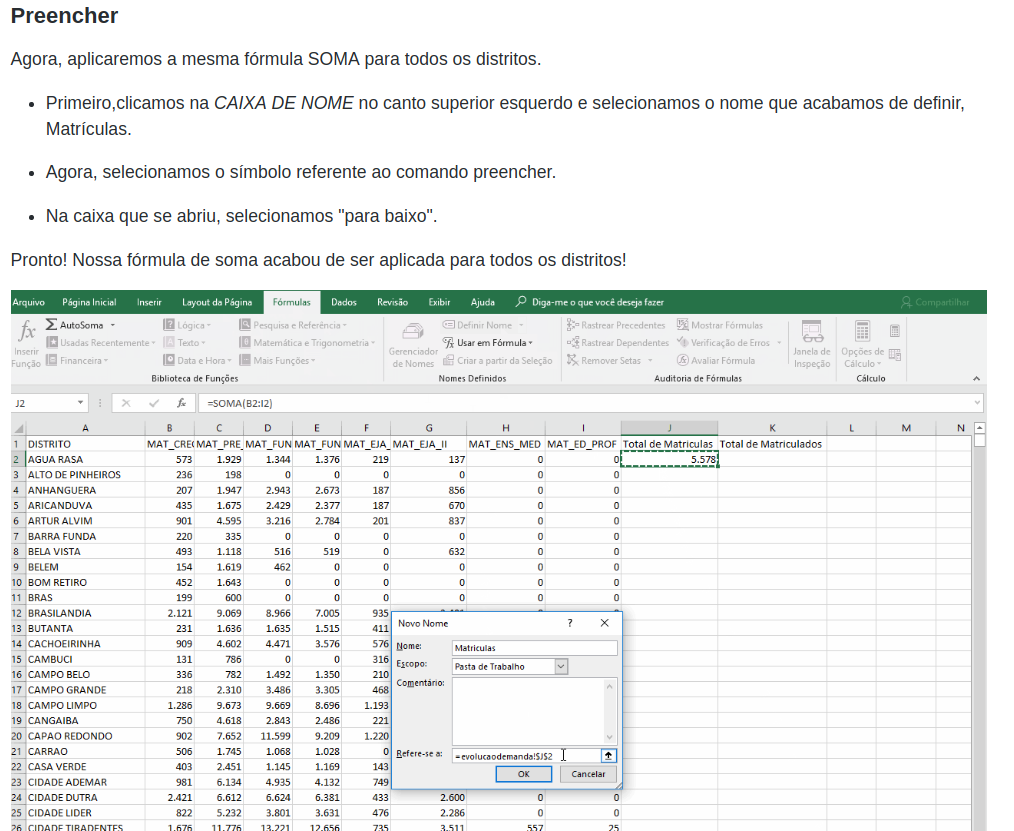 Preencher
Agora, aplicaremos a mesma fórmula SOMA para todos os distritos.
Primeiro,clicamos na CAIXA DE NOME no canto superior esquerdo e selecionamos o nome que acabamos de definir,
Matrículas.
Agora, selecionamos o símbolo referente ao comando preencher.
Na caixa que se abriu, selecionamos "para baixo".
Pronto! Nossa fórmula de soma acabou de ser aplicada para todos os distritos!
Arquivo Página Inicial Inserir Layout da Página Fórmulas Dados Revisão Exibir Ajuda Diga-me o que você deseja fazer Compartilhar
fx Inserir Função
Σ AutoSoma
Usadas Recentemente
Financeira
Lógica
Texto
Data e Hora
Pesquisa e Referência
Matemática e Trigonometria
Mais Funções
Biblioteca de Funções
Gerenciador de Nomes
Definir Nome
Usar em Fórmula
Criar a partir da Seleção
Nomes Definidos
Rastrear Precedentes
Rastrear Dependentes
Remover Setas
Mostrar Fórmulas
Verificação de Erros
Avaliar Fórmula
Auditoria de Fórmulas
Janela de Inspeção
Opções de Cálculo
Cálculo
J2 fx =SOMA(B2:I2)
A B C D E F G H I J K L M N
1 DISTRITO MAT_CRE MAT_PRE_ MAT_FUN MAT_FUN MAT_EJA_ MAT_EJA_II MAT_ENS_MED MAT_ED_PROF Total de Matriculas Total de Matriculados
2 AGUA RASA 573 1.929 1.344 1.376 219 137 0 0 5.578
3 ALTO DE PINHEIROS 236 198 0 0 0 0 0 0
4 ANHANGUERA 207 1.947 2.943 2.673 187 856 0 0
5 ARICANDUVA 435 1.675 2.429 2.377 187 670 0 0
6 ARTUR ALVIM 901 4.595 3.216 2.784 201 837 0 0
7 BARRA FUNDA 220 335 0 0 0 0 0 0
8 BELA VISTA 493 1.118 516 519 0 632 0 0
9 BELEM 154 1.619 462 0 0 0 0 0
10 BOM RETIRO 452 1.643 0 0 0 0 0 0
11 BRAS 199 600 0 0 0 0 0 0
12 BRASILANDIA 2.121 9.069 8.966 7.005 935
13 BUTANTA 231 1.636 1.635 1.515 411
14 CACHOEIRINHA 909 4.602 4.471 3.576 576
15 CAMBUCI 131 786 0 0 316
16 CAMPO BELO 336 782 1.492 1.350 210
17 CAMPO GRANDE 218 2.310 3.486 3.305 468
18 CAMPO LIMPO 1.286 9.673 9.669 8.696 1.193
19 CANGAIBA 750 4.618 2.843 2.486 221
20 CAPAO REDONDO 902 7.652 11.599 9.209 1.220
21 CARRAO 506 1.745 1.068 1.028 0
22 CASA VERDE 403 2.451 1.145 1.169 143
23 CIDADE ADEMAR 981 6.134 4.935 4.132 749
24 CIDADE DUTRA 2.421 6.612 6.624 6.381 433 2.600 0 0
25 CIDADE LIDER 822 5.232 3.801 3.631 476 2.286 0 0
26 CIDADE TIRADENTES 1.676 11.776 13.221 12.656 735 3.511 557 25
Novo Nome ?
Nome: Matriculas
Escopo: Pasta de Trabalho
Comentário:
Refere-se a: =evolucaodemanda!$J$2
OK Cancelar